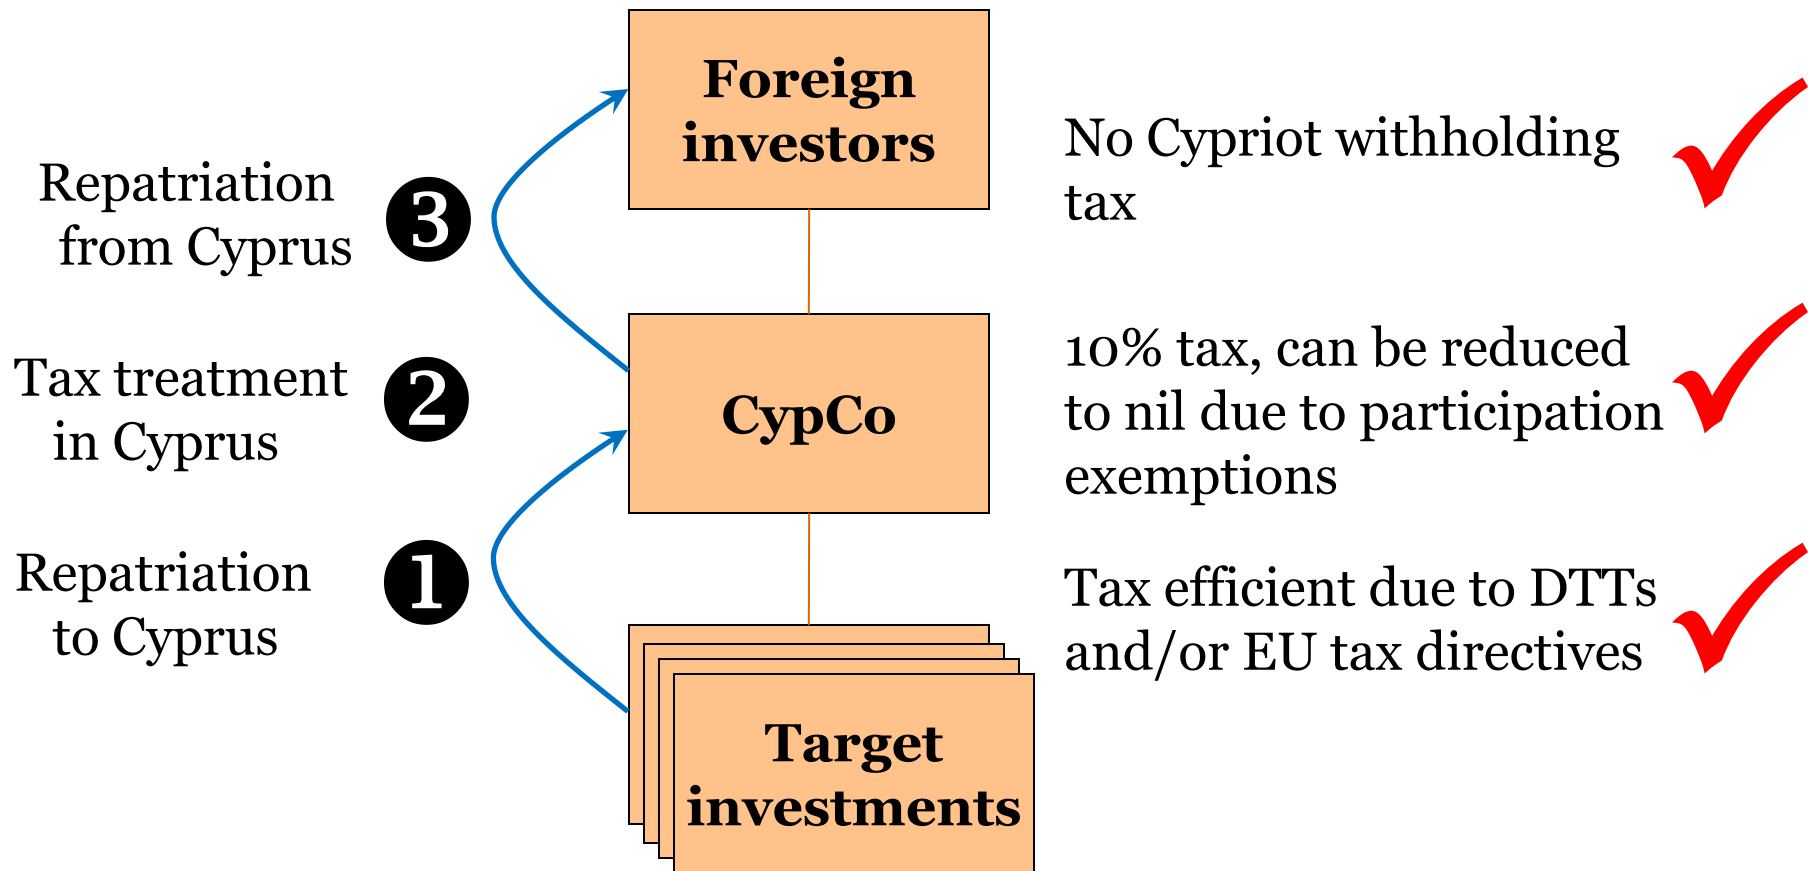 Foreign
investors
No Cypriot withholding
tax
Repatriation
from Cyprus
3
Tax treatment
in Cyprus
2
CypCo
10% tax, can be reduced
to nil due to participation
exemptions
Repatriation
to Cyprus
1
Tax efficient due to DTTs
and/or EU tax directives
Target
investments